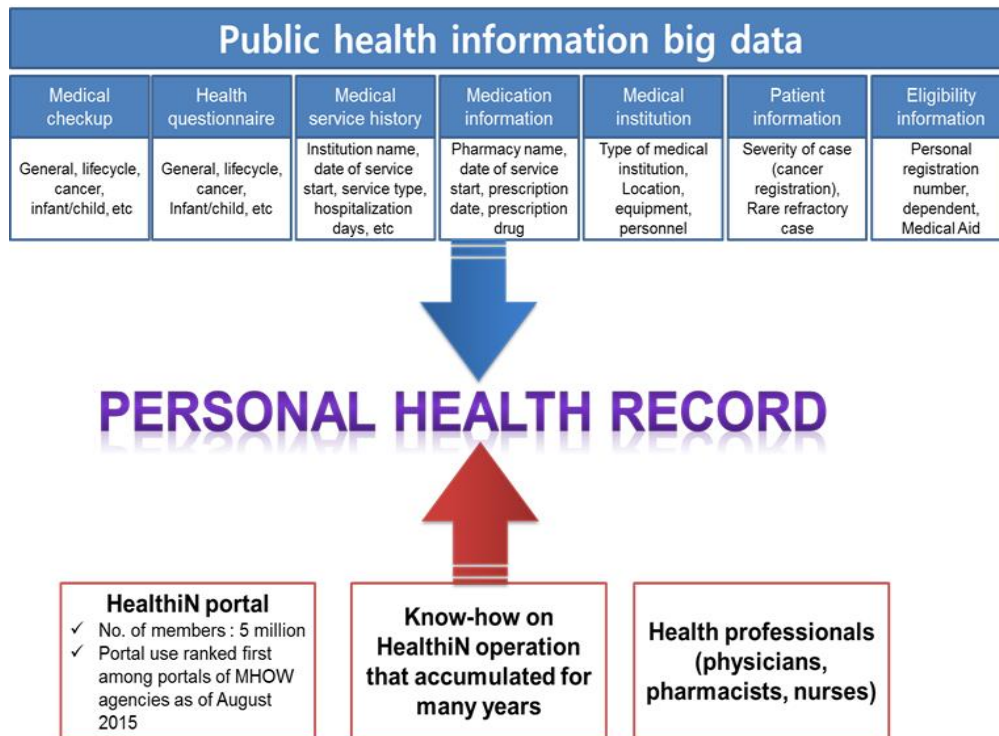 Public health information big data
Medical
checkup
Health
questionnaire
Medical
service history
Medication
information
Medical
institution
Patient
information
Eligibility
information
General, lifecycle,
cancer,
infant/child, etc
General, lifecycle,
cancer,
Infant/child, etc
Institution name,
date of service
start, service type,
hospitalization
days, etc
Pharmacy name,
date of service
start, prescription
date, prescription
drug
Type of medical
institution,
Location,
equipment,
personnel
Severity of case
(cancer
registration),
Rare refractory
case
Personal
registration
number,
dependent,
Medical Aid
PERSONAL HEALTH RECORD
HealthiN portal
✓ No. of members : 5 million
✓ Portal use ranked first
among portals of MHOW
agencies as of August
2015
Know-how on
HealthiN operation
that accumulated for
many years
Health professionals
(physicians,
pharmacists, nurses)